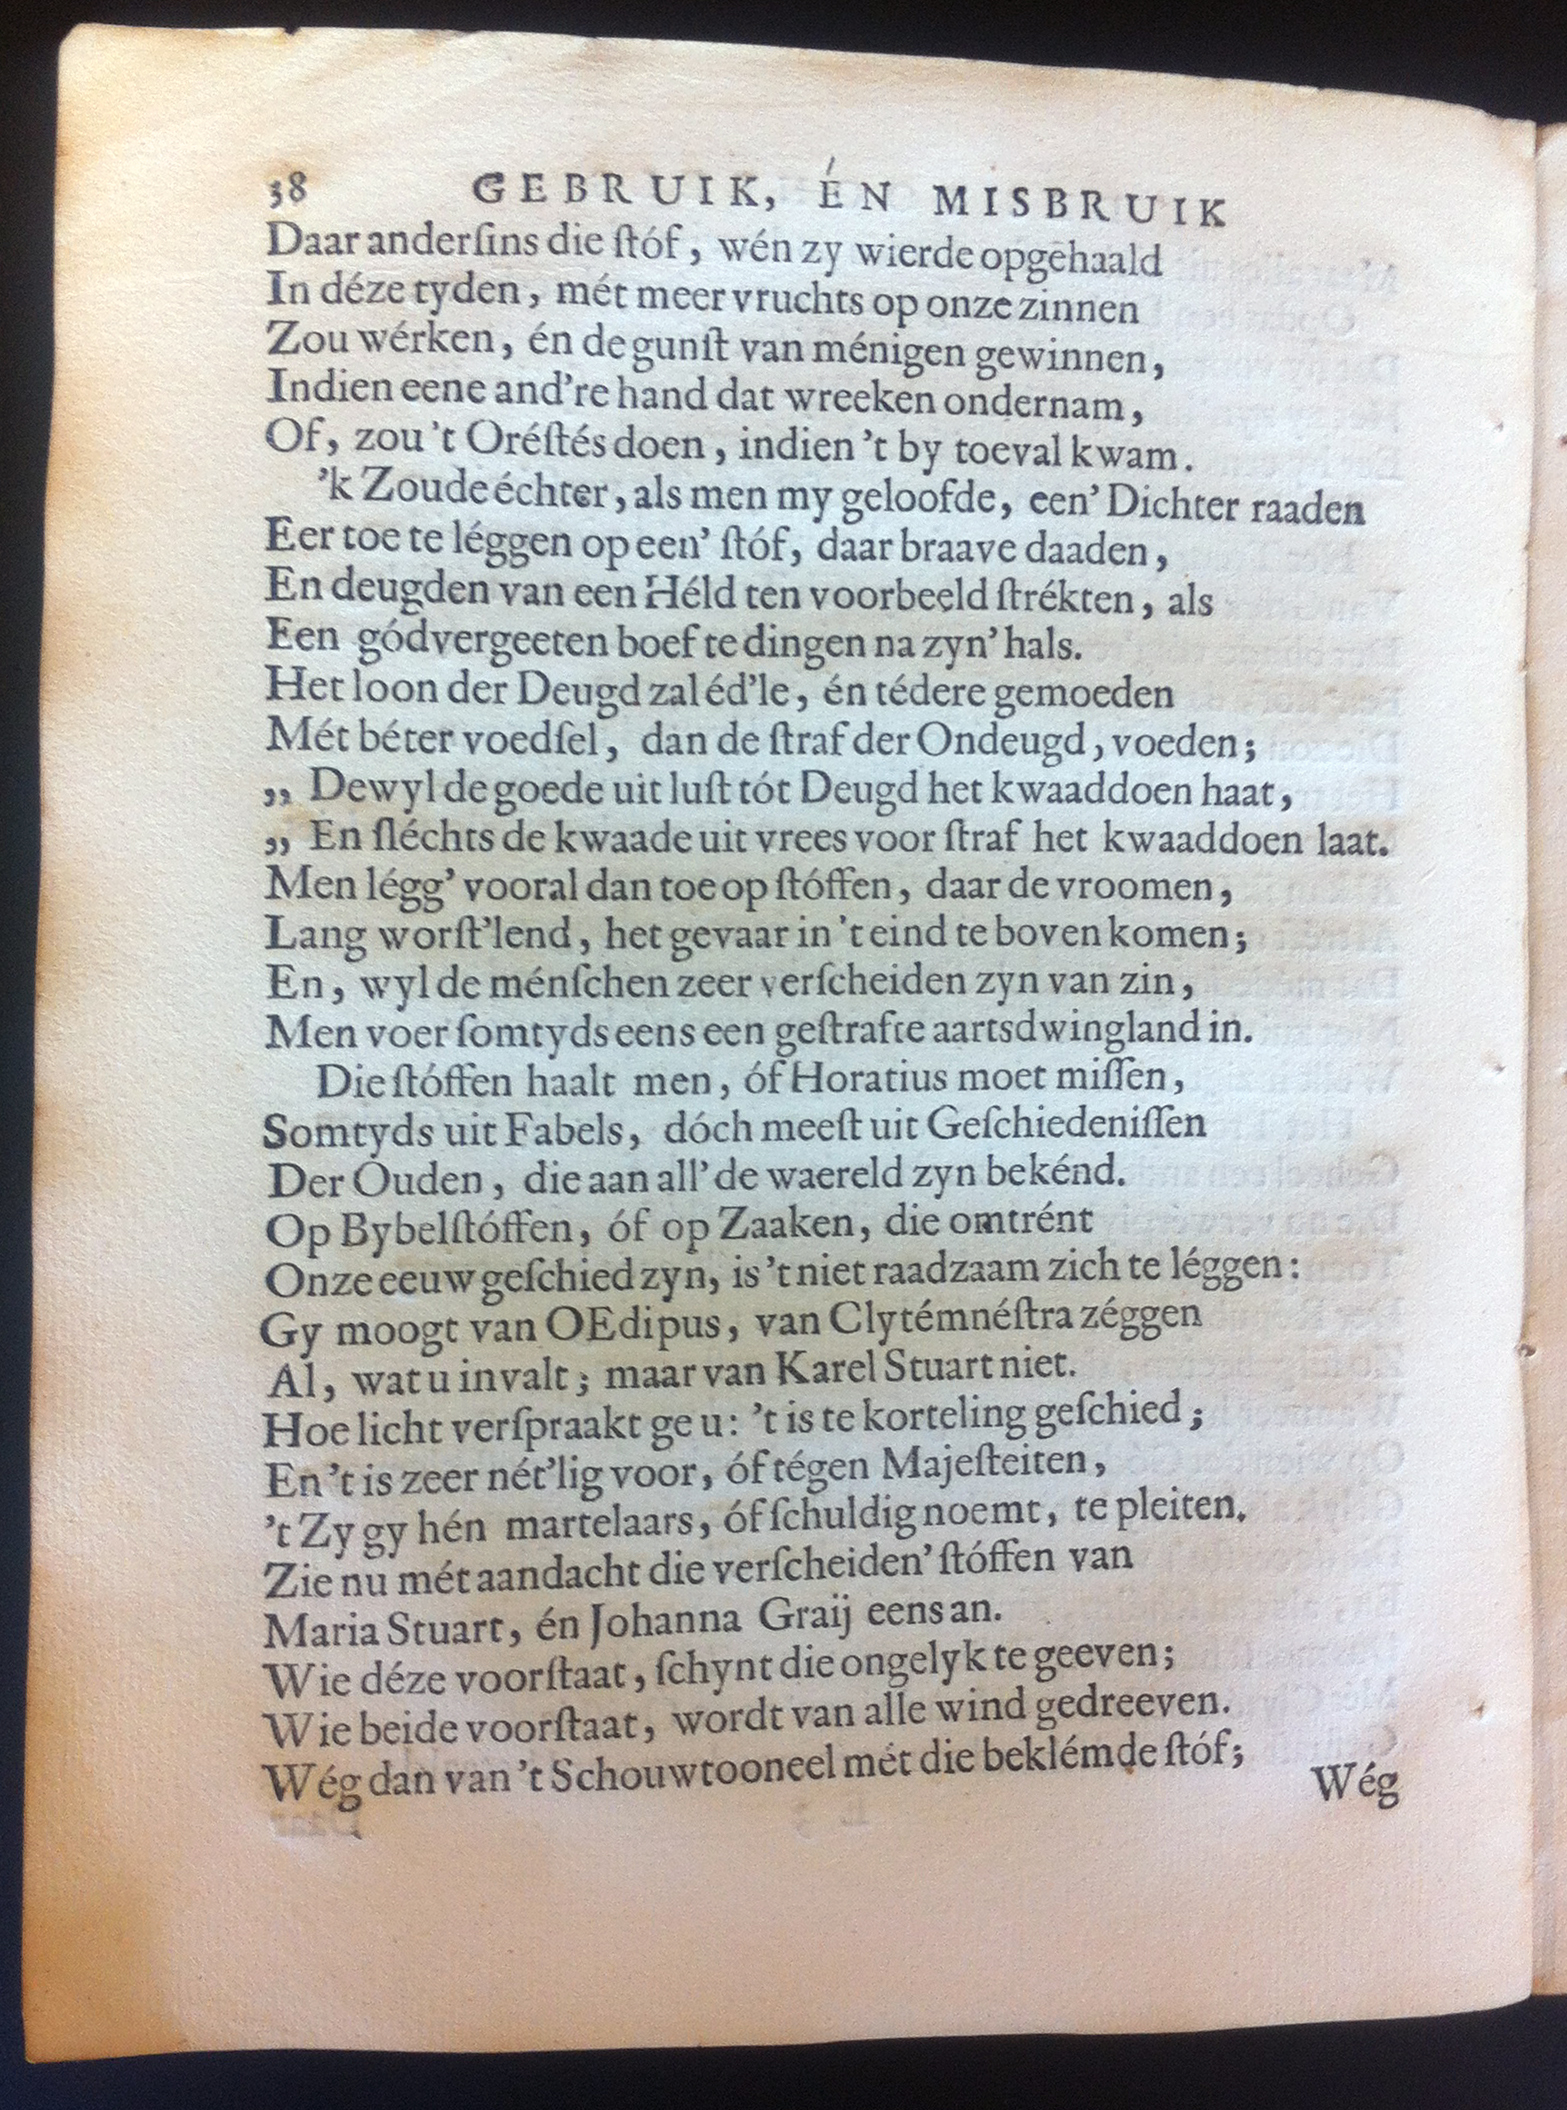 38 GEBRUIK, ÉN MISBRUIK
Daar anderſins die ſtóf, wén zy wierde opgehaald
In déze tyden, mét meer vruchts op onze zinnen
Zou wérken, én de gunſt van ménigen gewinnen,
Indien eene and're hand dat wreeken ondernam,
Of, zou 't Oréſtés doen, indien 't by toeval kwam.
'k Zoude échter, als men my geloofde, een' Dichter raaden
Eer toe te léggen op een' ſtóf, daar braave daaden,
En deugden van een Héld ten voorbeeld ſtrékten, als
Een gódvergeeten boef te dingen na zyn' hals.
Het loon der Deugd zal éd'le, én tédere gemoeden
Mét béter voedſel, dan de ſtraf der Ondeugd, voeden;
„ Dewyl de goede uit luſt tót Deugd het kwaaddoen haat,
„ En ſléchts de kwaade uit vrees voor ſtraf het kwaaddoen laat.
Men légg' vooral dan toe op ſtóffen, daar de vroomen,
Lang worſt'lend, het gevaar in 't eind te boven komen;
En, wyl de ménſchen zeer verſcheiden zyn van zin,
Men voer ſomtyds eens een geſtrafte aartsdwingland in.
Die ſtóffen haalt men, óf Horatius moet miſſen,
Somtyds uit Fabels, dóch meeſt uit Geſchiedeniſſen
Der Ouden, die aan all' de waereld zyn bekénd.
Op Bybelſtóffen, óf op Zaaken, die omtrént
Onze eeuw geſchied zyn, is 't niet raadzaam zich te léggen:
Gy moogt van OEdipus, van Clytémnéſtra zéggen
Al, wat u invalt; maar van Karel Stuart niet.
Hoe licht verſpraakt ge u: 't is te korteling geſchied;
En 't is zeer nét'lig voor, óf tégen Majeſteiten,
't Zy gy hén martelaars, óf ſchuldig noemt, te pleiten.
Zie nu mét aandacht die verſcheiden' ſtóffen van
Maria Stuart, én Johanna Graij eens an.
Wie déze voorſtaat, ſchynt die ongelyk te geeven;
Wie beide voorſtaat, wordt van alle wind gedreeven.
Wég dan van 't Schouwtooneel mét die beklémde ſtóf;
Wég